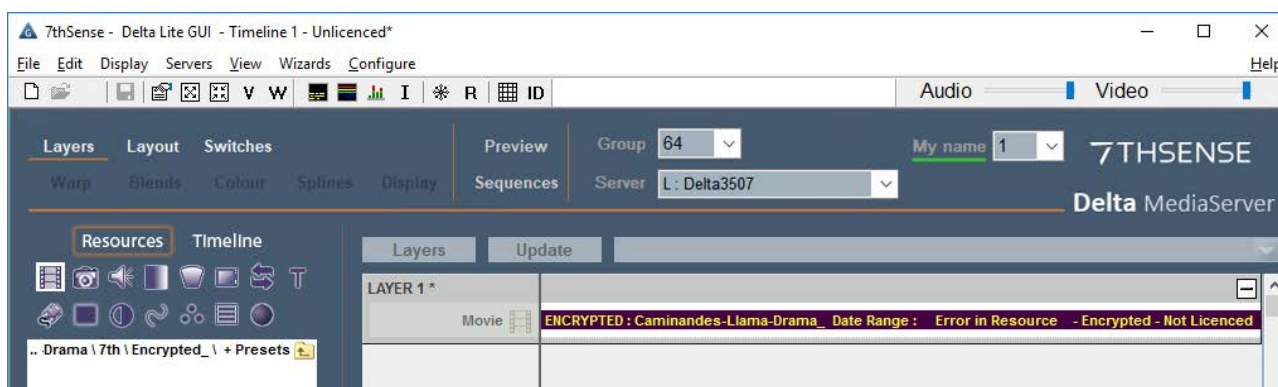 7thSense - Delta Lite GUI - Timeline 1 - Unlicenced*
File Edit Display Servers View Wizards Configure Help
V W I R ID Audio Video
Layers Layout Switches Preview Group 64 My name 1 7THSENSE
Warp Blends Colour Splines Display Sequences Server L : Delta3507
Delta MediaServer
Resources Timeline
Layers Update
T
LAYER 1 *
Movie ENCRYPTED : Caminandes-Llama-Drama_ Date Range : Error in Resource - Encrypted - Not Licenced
.. Drama \ 7th \ Encrypted_ \ + Presets